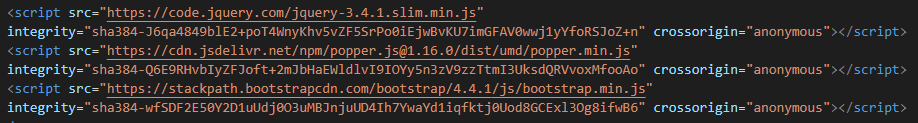 <script src="https://code.jquery.com/jquery-3.4.1.slim.min.js"
integrity="sha384-J6qa4849blE2+poT4WnyKhv5vZF5SrPo0iEjwBvKU7imGFAV0wwj1yYfoRSJoZ+n" crossorigin="anonymous"></script>
<script src="https://cdn.jsdelivr.net/npm/popper.js@1.16.0/dist/umd/popper.min.js"
integrity="sha384-Q6E9RHvbIyZFJoft+2mJbHaEWldlvI9IOYy5n3zV9zzTtmI3UksdQRVvoxMfooAo" crossorigin="anonymous"></script>
<script src="https://stackpath.bootstrapcdn.com/bootstrap/4.4.1/js/bootstrap.min.js"
integrity="sha384-wfSDF2E50Y2D1uUdj0O3uMBJnjuUD4Ih7YwaYd1iqfktj0Uod8GCExl3Og8ifwB6" crossorigin="anonymous"></script>